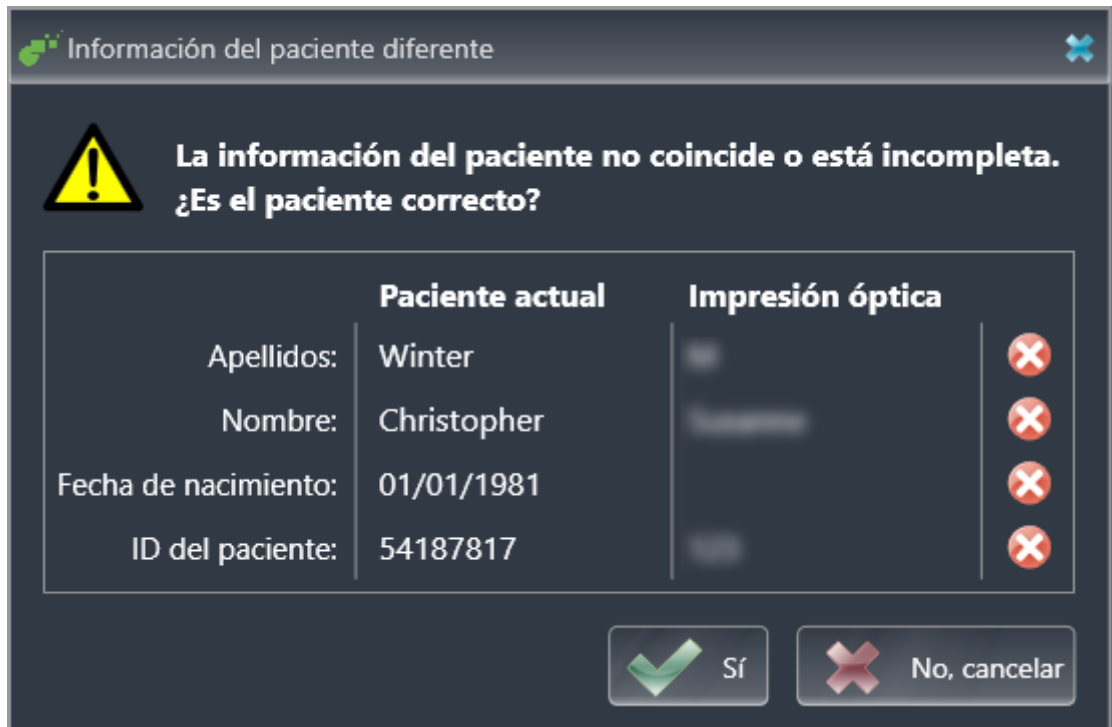 Información del paciente diferente
La información del paciente no coincide o está incompleta.
¿Es el paciente correcto?
Paciente actual Impresión óptica
Apellidos: Winter
Nombre: Christopher
Fecha de nacimiento: 01/01/1981
ID del paciente: 54187817
Sí No, cancelar